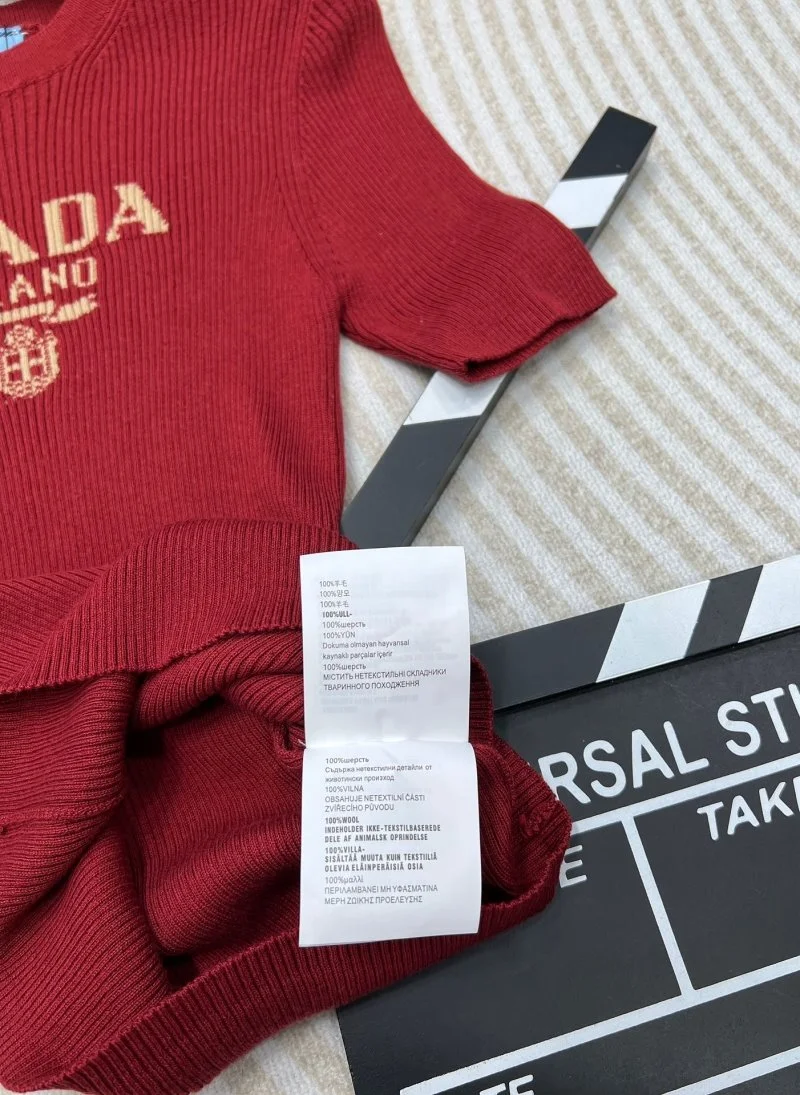 ADA
LANO
100%羊毛
100%양모
100%羊毛
100%ULL-
100%шерсть
100%YÜN
Dokuma olmayan hayvansal
kaynaklı parçalar içerir
100%шерсть
МІСТИТЬ НЕТЕКСТИЛЬНІ СКЛАДНИКИ
ТВАРИННОГО ПОХОДЖЕННЯ
100%шерсть
Съдържа нетекстилни детайли от
животински произход
100%VILNA
OBSAHUJE NETEXTILNÍ ČÁSTI
ZVÍŘECÍHO PŮVODU
100%WOOL
INDEHOLDER IKKE-TEKSTILBASEREDE
DELE AF ANIMALSK OPRINDELSE
100%VILLA-
SISÄLTÄÄ MUUTA KUIN TEKSTIILIÄ
OLEVIA ELÄINPERÄISIÄ OSIA
100%μαλλί
ΠΕΡΙΛΑΜΒΑΝΕΙ ΜΗ ΥΦΑΣΜΑΤΙΝΑ
ΜΕΡΗ ΖΩΙΚΗΣ ΠΡΟΕΛΕΥΣΗΣ
RSAL ST
TAK
E
TE